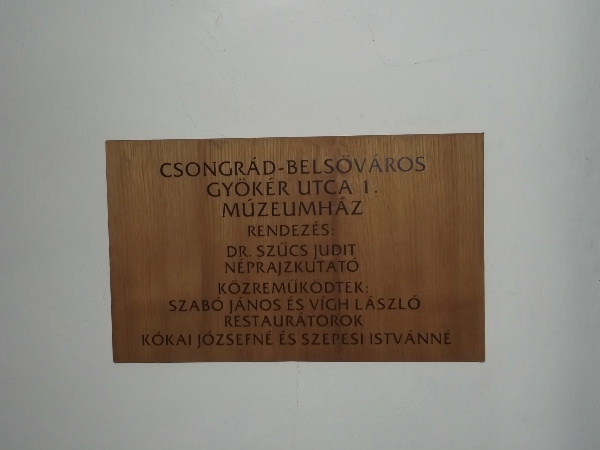 CSONGRÁD-BELSŐVÁROS
GYÖKÉR UTCA 1.
MÚZEUMHÁZ
RENDEZÉS:
DR. SZŰCS JUDIT
NÉPRAJZKUTATÓ
KÖZREMŰKÖDTEK:
SZABÓ JÁNOS ÉS VÍGH LÁSZLÓ
RESTAURÁTOROK
KÓKAI JÓZSEFNÉ ÉS SZEPESI ISTVÁNNÉ